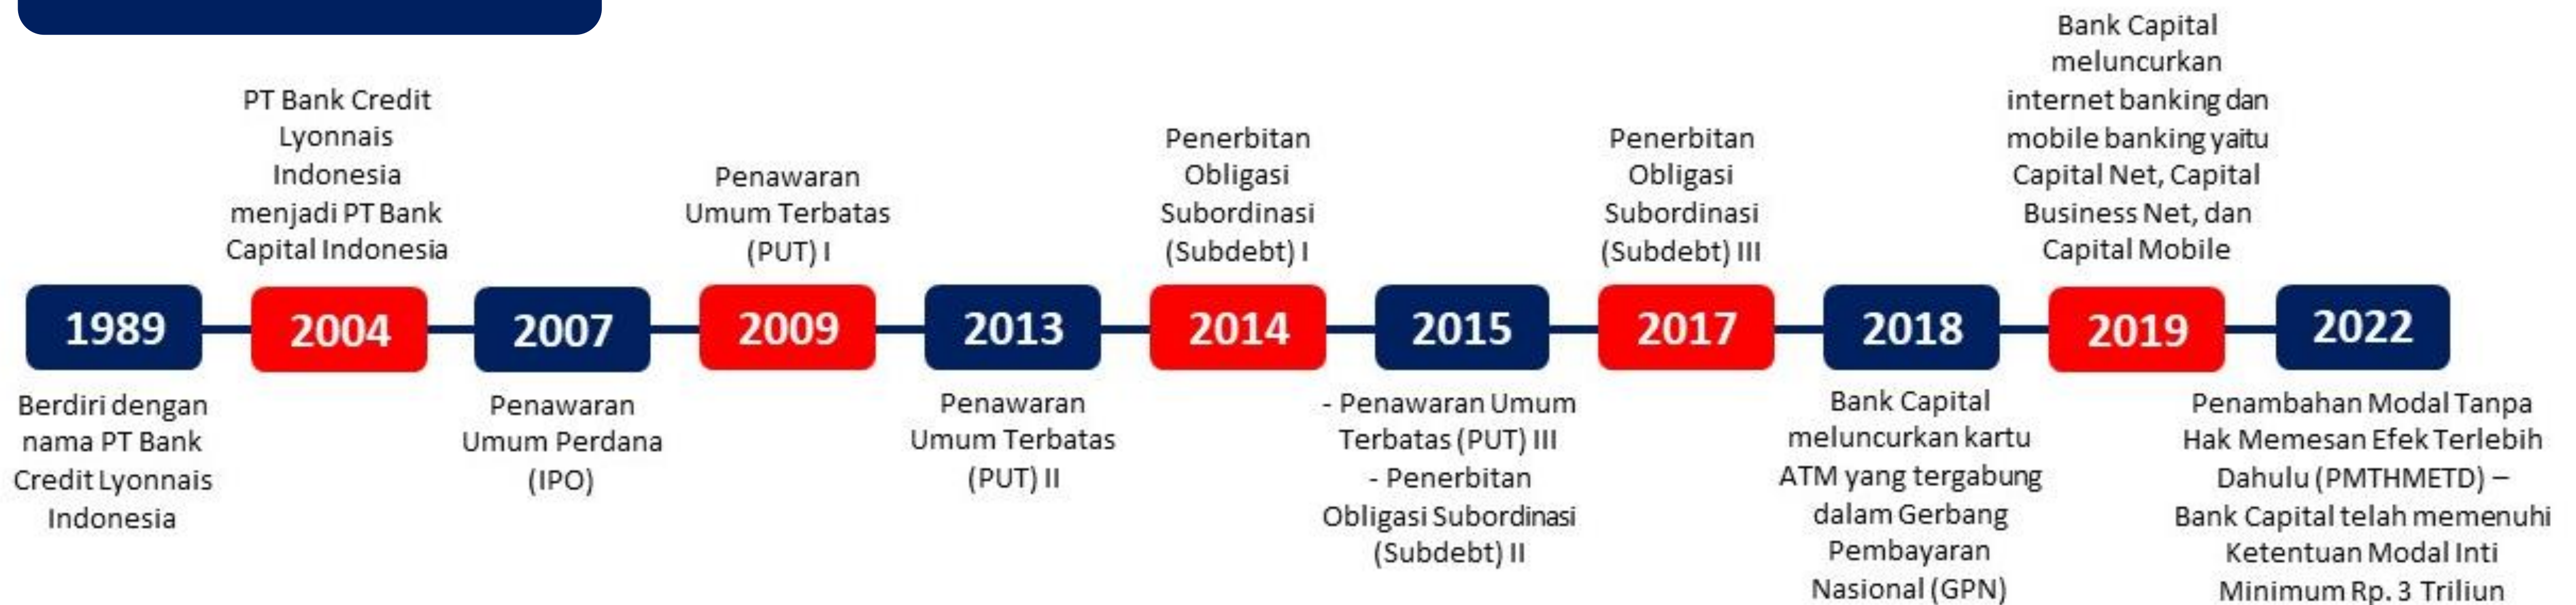 1989
Berdiri dengan
nama PT Bank
Credit Lyonnais
Indonesia
PT Bank Credit
Lyonnais
Indonesia
menjadi PT Bank
Capital Indonesia
2004
2007
Penawaran
Umum Perdana
(IPO)
Penawaran
Umum Terbatas
(PUT) I
2009
2013
Penawaran
Umum Terbatas
(PUT) II
Penerbitan
Obligasi
Subordinasi
(Subdebt) I
2014
2015
- Penawaran Umum
Terbatas (PUT) III
- Penerbitan
Obligasi Subordinasi
(Subdebt) II
Penerbitan
Obligasi
Subordinasi
(Subdebt) III
2017
2018
Bank Capital
meluncurkan kartu
ATM yang tergabung
dalam Gerbang
Pembayaran
Nasional (GPN)
Bank Capital
meluncurkan
internet banking dan
mobile banking yaitu
Capital Net, Capital
Business Net, dan
Capital Mobile
2019
2022
Penambahan Modal Tanpa
Hak Memesan Efek Terlebih
Dahulu (PMTHMETD) –
Bank Capital telah memenuhi
Ketentuan Modal Inti
Minimum Rp. 3 Triliun